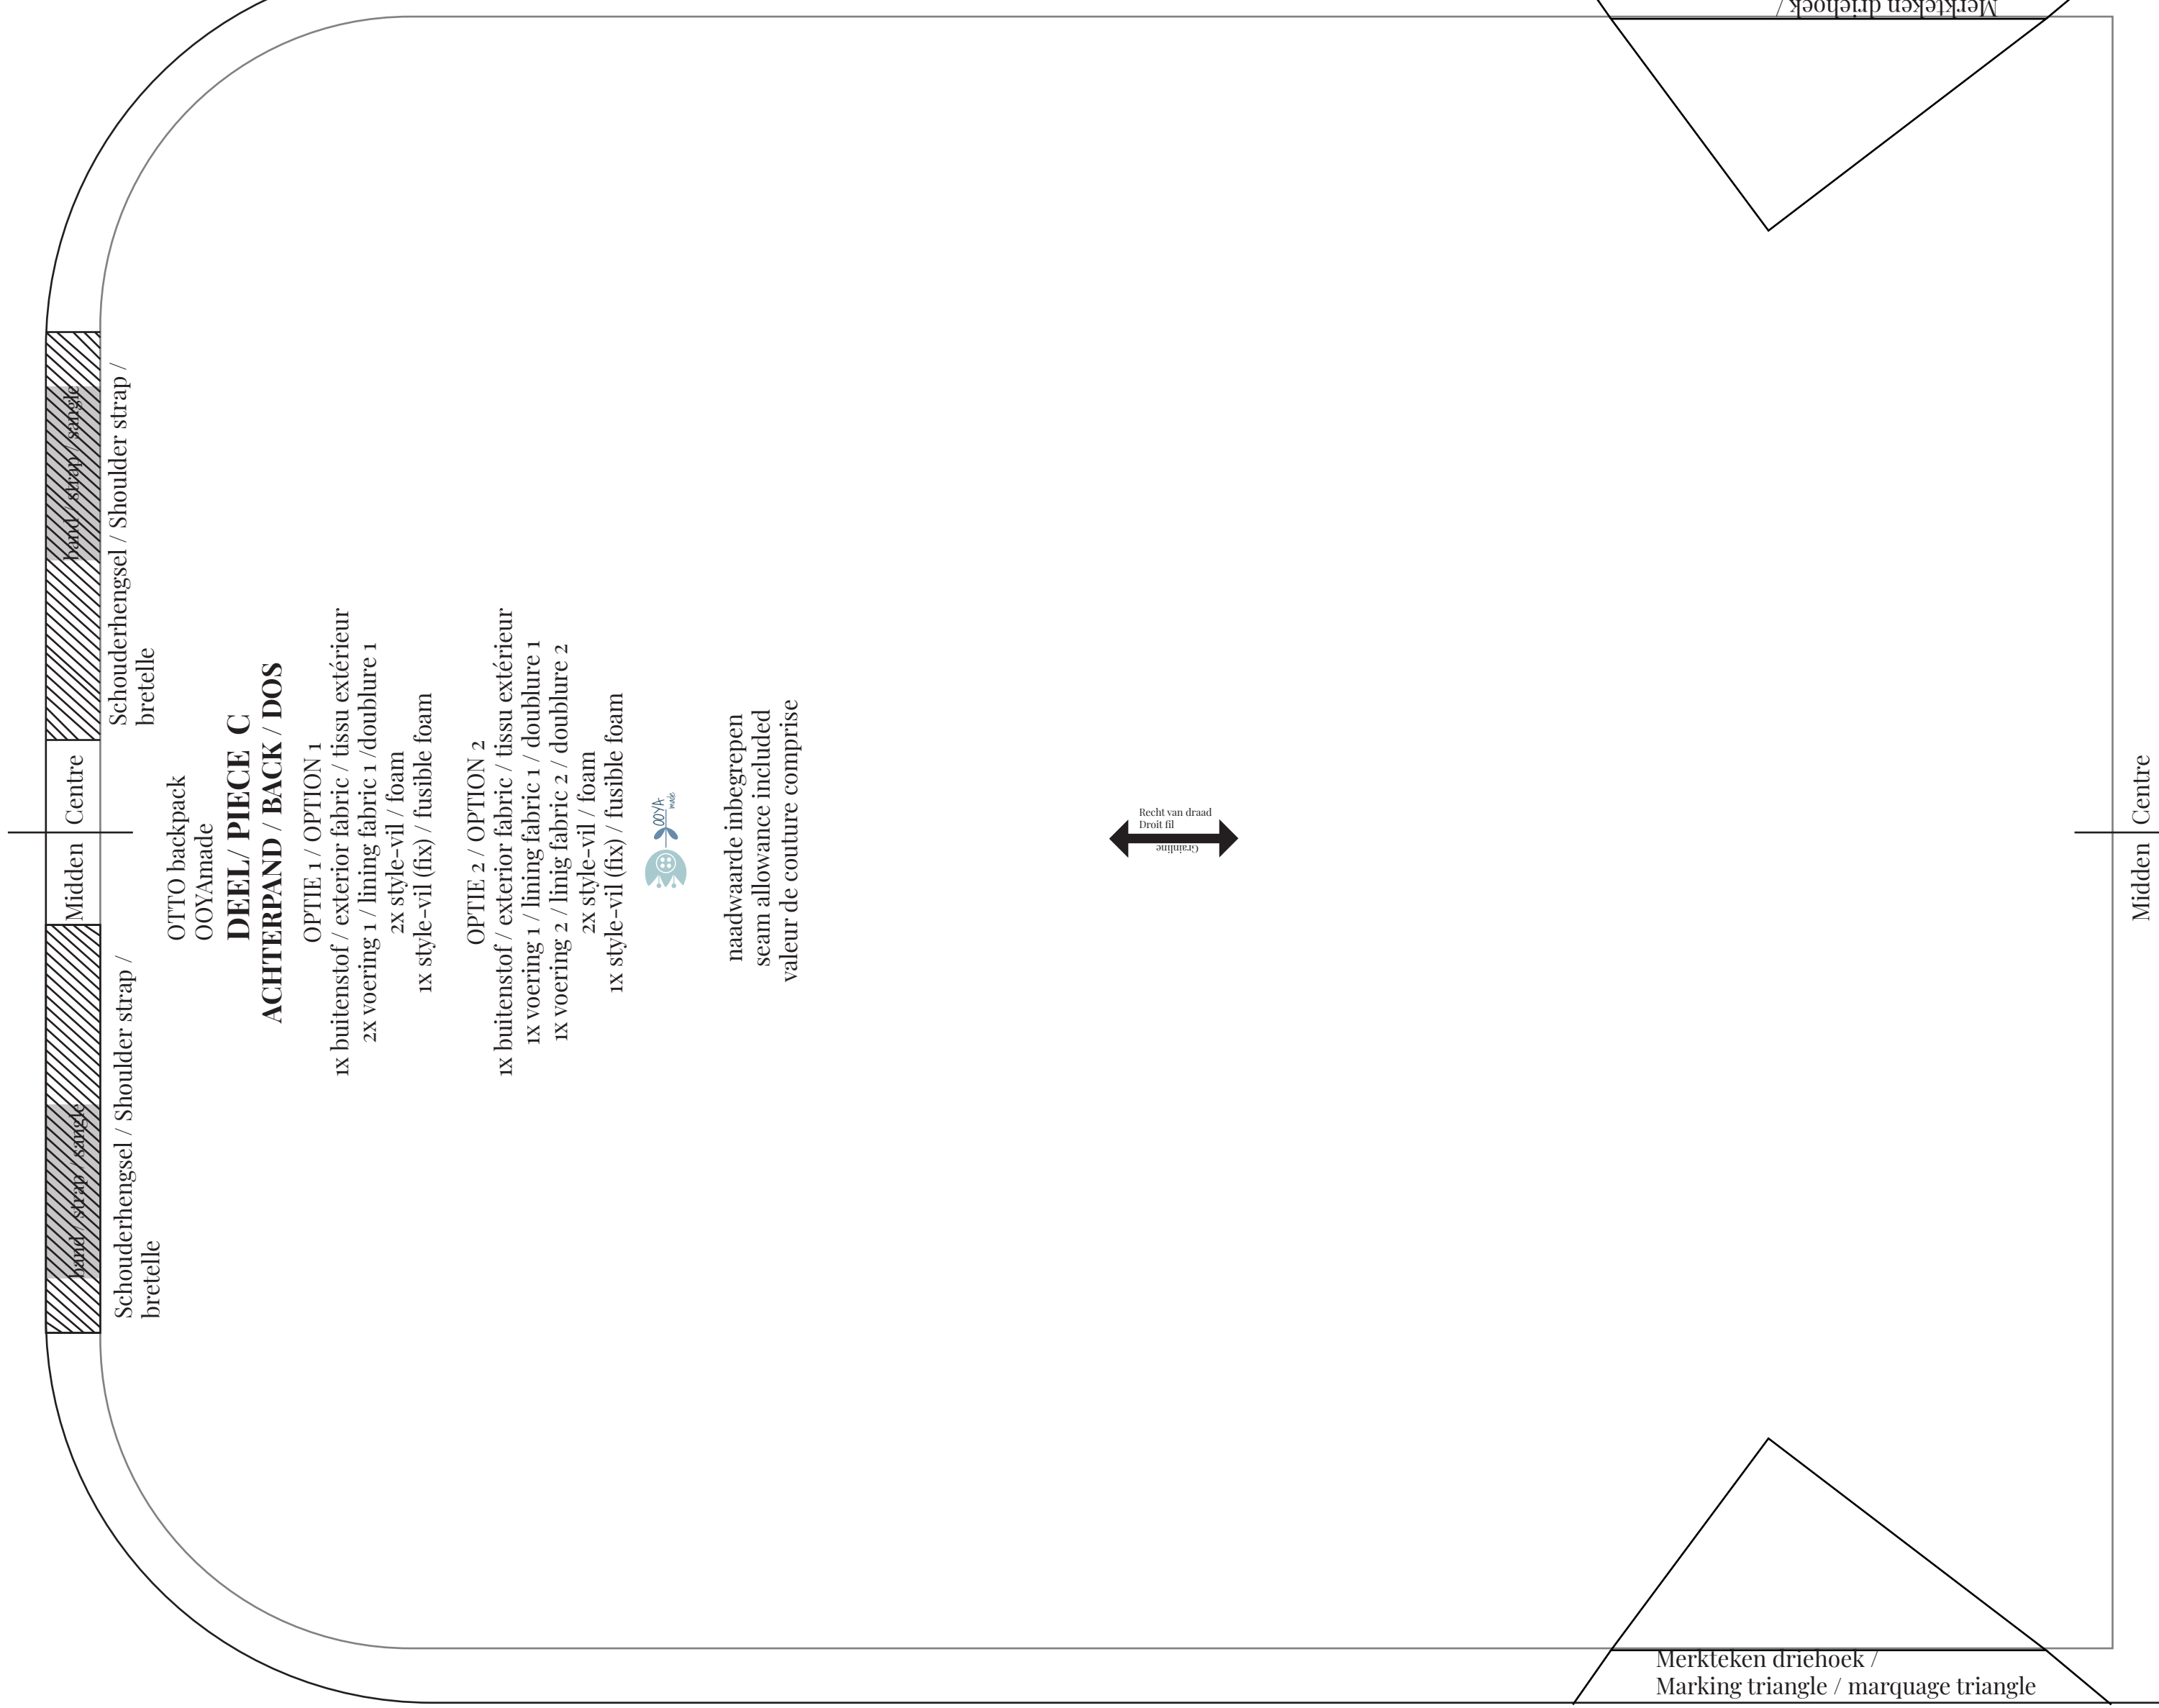 Merkteken driehoek /
band / strap / sangle
Schouderhengsel / Shoulder strap /
bretelle
Midden Centre
band / strap / sangle
Schouderhengsel / Shoulder strap /
bretelle
OTTO backpack
OOYAmade
DEEL/ PIECE C
ACHTERPAND / BACK / DOS
OPTIE 1 / OPTION 1
1x buitenstof / exterior fabric / tissu extérieur
2x voering 1 / lining fabric 1 /doublure 1
2x style-vil / foam
1x style-vil (fix) / fusible foam
OPTIE 2 / OPTION 2
1x buitenstof / exterior fabric / tissu extérieur
1x voering 1 / lining fabric 1 / doublure 1
1x voering 2 / linig fabric 2 / doublure 2
2x style-vil / foam
1x style-vil (fix) / fusible foam
OOYA
made
naadwaarde inbegrepen
seam allowance included
valeur de couture comprise
Recht van draad
Droit fil
Grainline
Midden Centre
Merkteken driehoek /
Marking triangle / marquage triangle